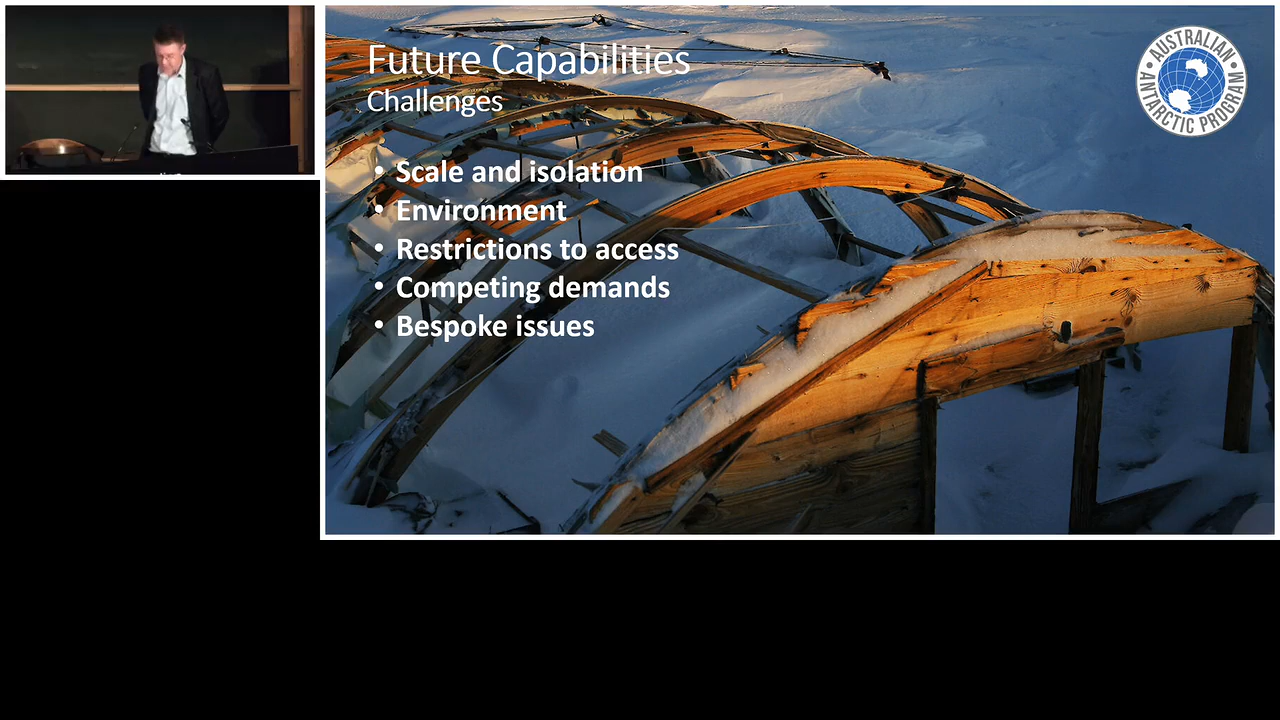 Future Capabilities
Challenges
• Scale and isolation
• Environment
• Restrictions to access
• Competing demands
• Bespoke issues
AUSTRALIAN
ANTARCTIC PROGRAM